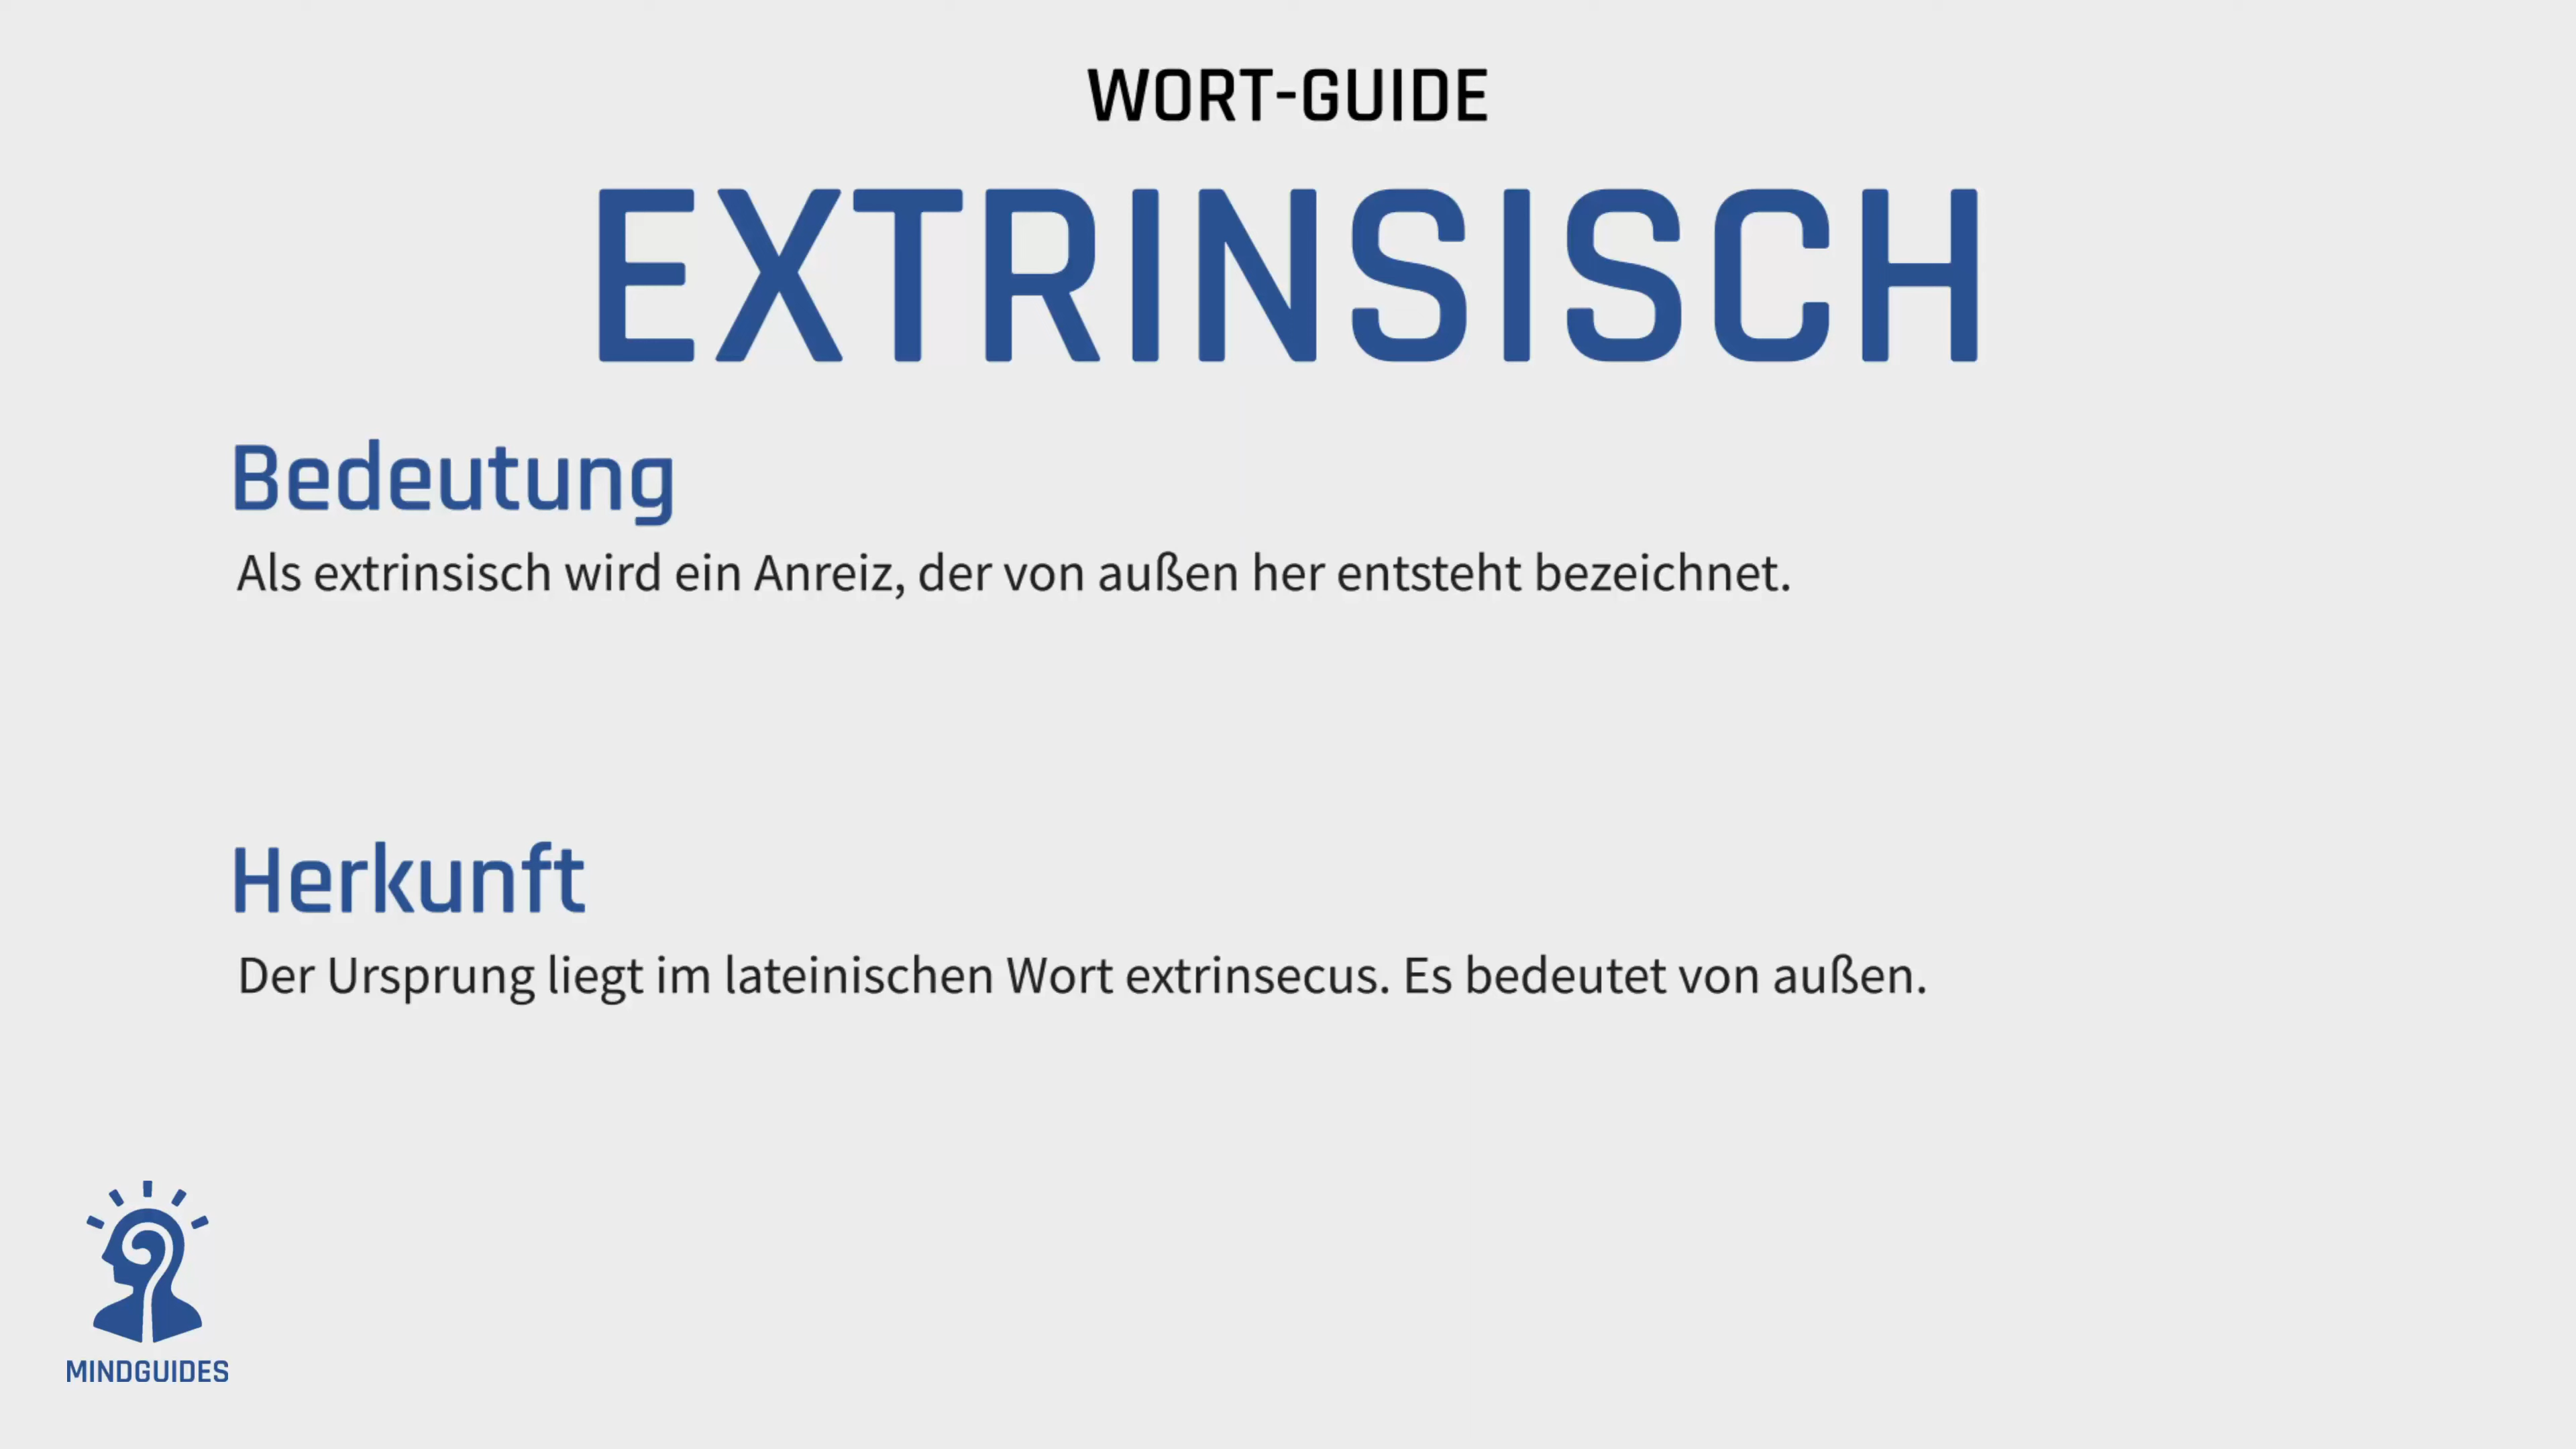 WORT-GUIDE
EXTRINSISCH
Bedeutung
Als extrinsisch wird ein Anreiz, der von außen her entsteht bezeichnet.
Herkunft
Der Ursprung liegt im lateinischen Wort extrinsecus. Es bedeutet von außen.
MINDGUIDES